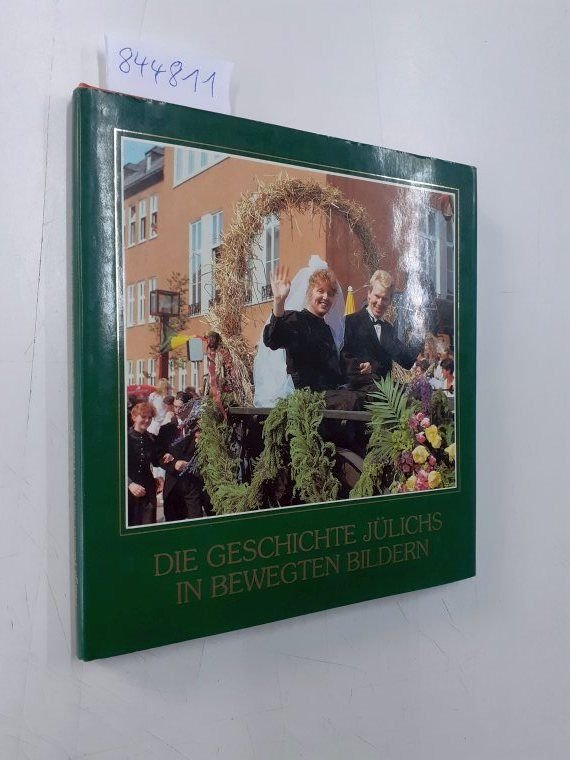 844811
DIE GESCHICHTE JÜLICHS
IN BEWEGTEN BILDERN